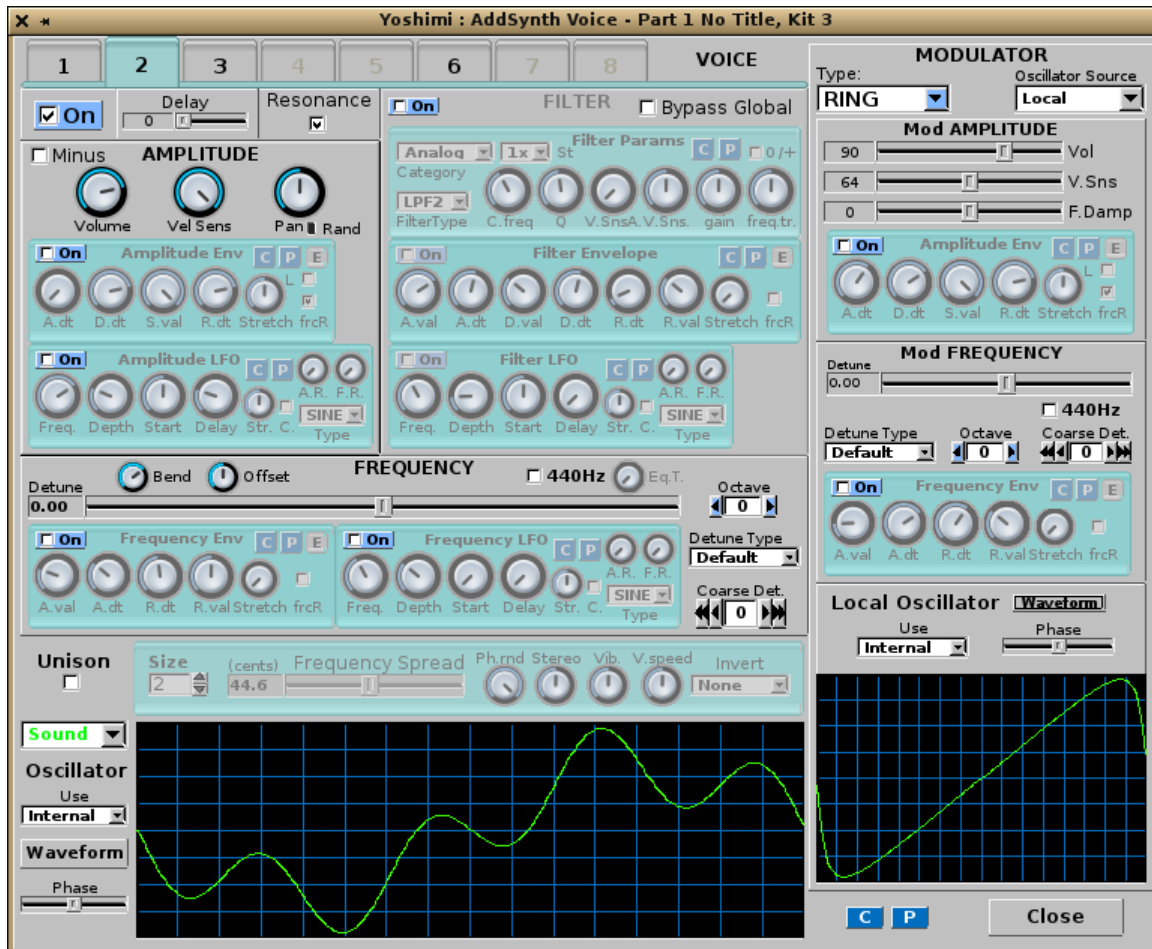 Yoshimi : AddSynth Voice - Part 1 No Title, Kit 3
1 2 3 4 5 6 7 8 VOICE
On
Delay
0
Resonance
Minus AMPLITUDE
Volume Vel Sens Pan Rand
On Amplitude Env C P E
L
A.dt D.dt S.val R.dt Stretch frcR
On Amplitude LFO C P
A.R. F.R.
SINE
Freq. Depth Start Delay Str. C. Type
On FILTER Bypass Global
Filter Params
Analog 1x St C P 0/+
Category
LPF2
FilterType C.freq Q V.SnsA.V.Sns. gain freq.tr.
On Filter Envelope C P E
A.val A.dt D.val D.dt R.dt R.val Stretch frcR
On Filter LFO C P
A.R. F.R.
SINE
Freq. Depth Start Delay Str. C. Type
FREQUENCY
Bend Offset 440Hz Eq.T.
Detune
0.00
Octave
0
On Frequency Env C P E
A.val A.dt R.dt R.val Stretch frcR
On Frequency LFO C P
A.R. F.R.
SINE
Freq. Depth Start Delay Str. C. Type
Detune Type
Default
Coarse Det.
0
Unison
Size
2
(cents) Frequency Spread
44.6
Ph.rnd Stereo Vib. V.speed
Invert
None
Sound
Oscillator
Use
Internal
Waveform
Phase
MODULATOR
Type: Oscillator Source
RING Local
Mod AMPLITUDE
90 Vol
64 V.Sns
0 F.Damp
On Amplitude Env C P E
L
A.dt D.dt S.val R.dt Stretch frcR
Mod FREQUENCY
Detune
0.00
440Hz
Detune Type Octave Coarse Det.
Default 0 0
On Frequency Env C P E
A.val A.dt R.dt R.val Stretch frcR
Local Oscillator Waveform
Use Phase
Internal
C P Close